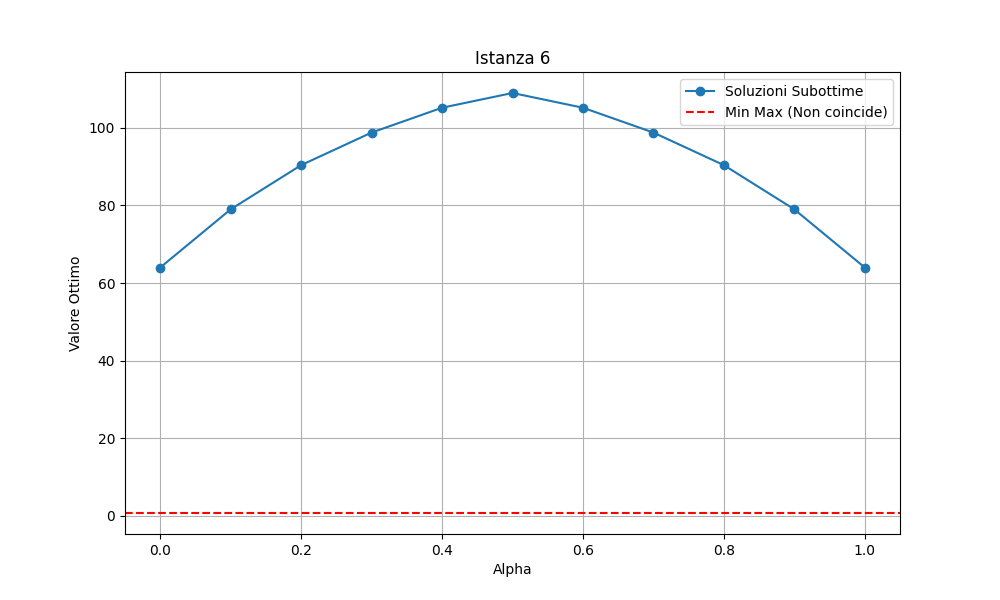 Istanza 6
Soluzioni Subottime
Min Max (Non coincide)
Valore Ottimo
100
80
60
40
20
0
0.0 0.2 0.4 0.6 0.8 1.0
Alpha